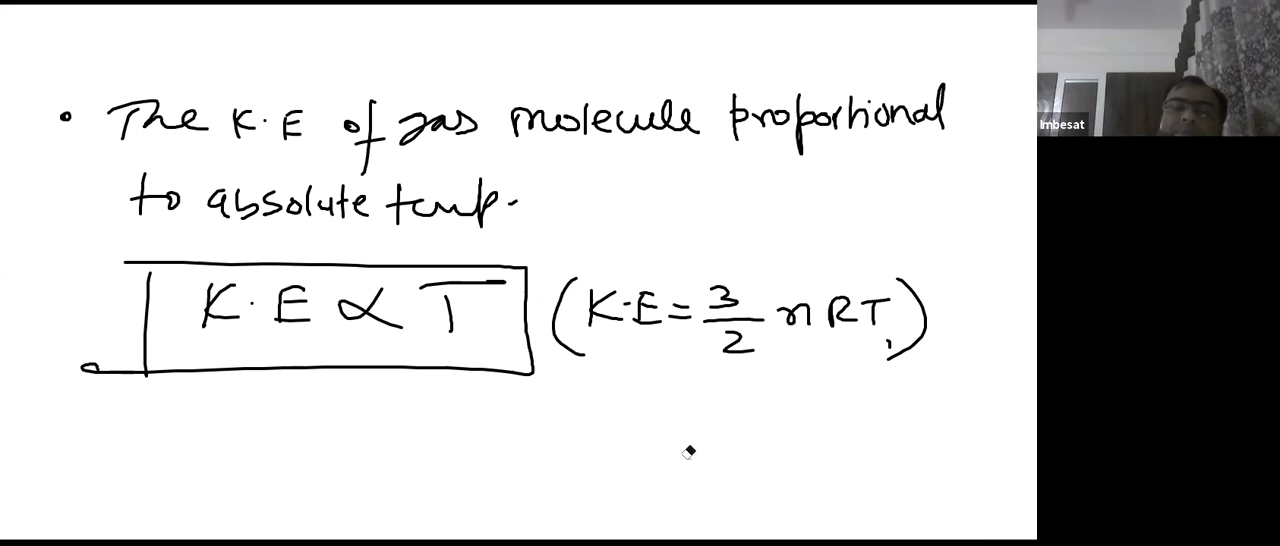 • The K.E of gas molecule proportional
to absolute temp.
K.E ∝ T (K.E = 3/2 nRT)
Imbesat